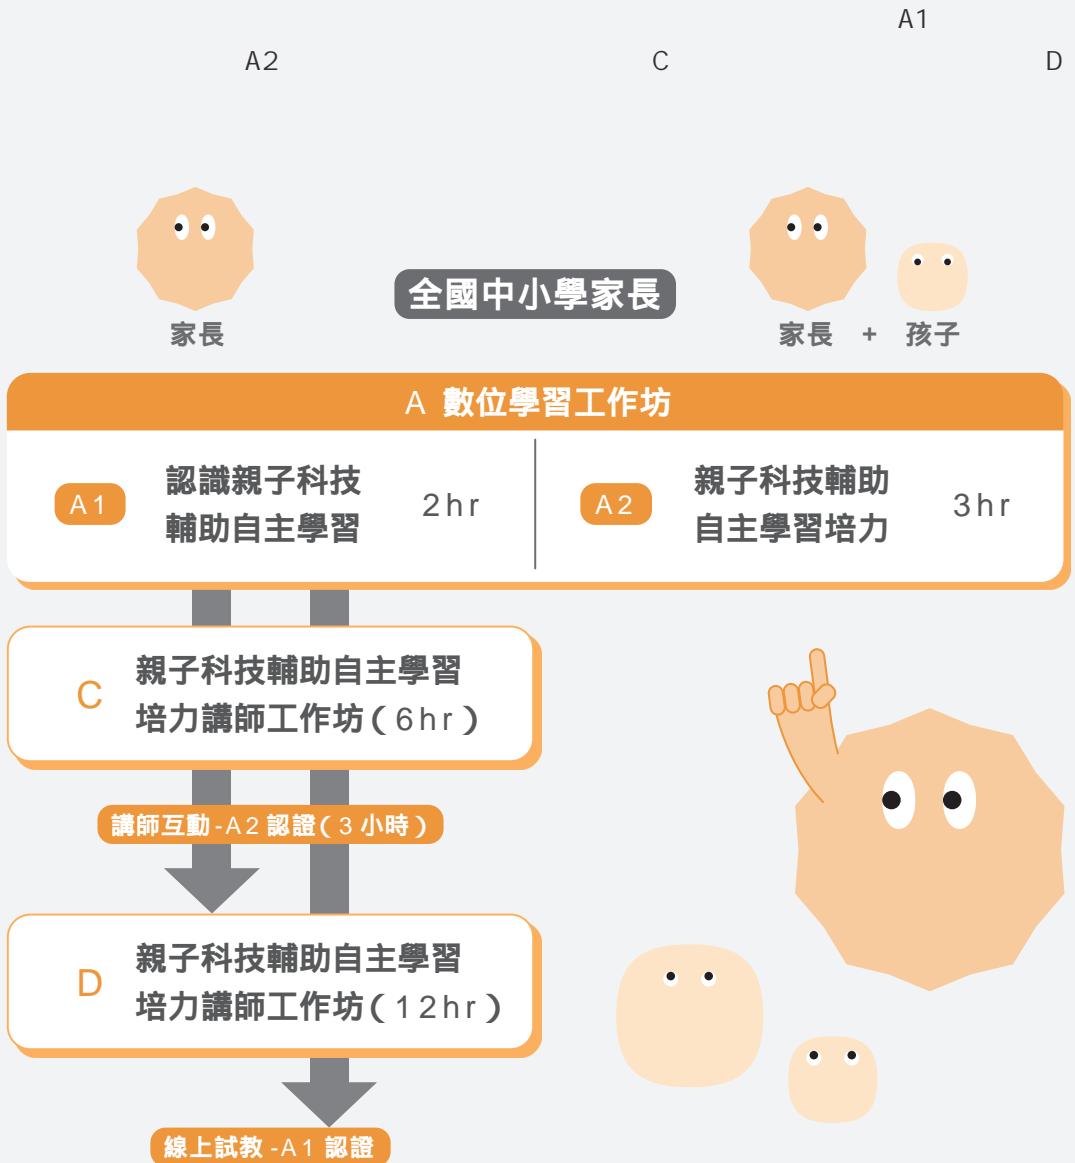 A1
A2 C D
全國中小學家長
家長
家長 + 孩子
A 數位學習工作坊
A1
認識親子科技
輔助自主學習
2hr
A2
親子科技輔助
自主學習培力
3hr
C
親子科技輔助自主學習
培力講師工作坊(6hr)
講師互動-A2認證(3小時)
D
親子科技輔助自主學習
培力講師工作坊(12hr)
線上試教-A1 認證